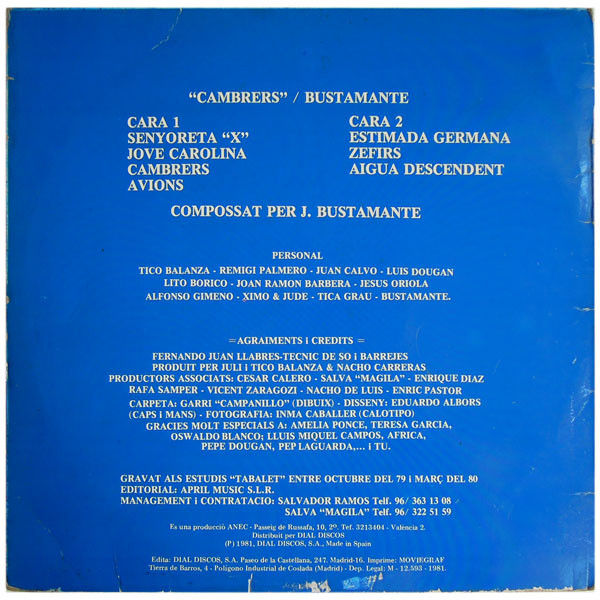 “CAMBRERS” / BUSTAMANTE
CARA 1
SENYORETA “X”
JOVE CAROLINA
CAMBRERS
AVIONS
CARA 2
ESTIMADA GERMANA
ZEFIRS
AIGUA DESCENDENT
COMPOSSAT PER J. BUSTAMANTE
PERSONAL
TICO BALANZA - REMIGI PALMERO - JUAN CALVO - LUIS DOUGAN
LITO BORICO - JOAN RAMON BARBERA - JESUS ORIOLA
ALFONSO GIMENO - XIMO & JUDE - TICA GRAU - BUSTAMANTE.
=AGRAIMENTS i CREDITS =
FERNANDO JUAN LLABRES-TECNIC DE SO i BARREJES
PRODUIT PER JULI i TICO BALANZA & NACHO CARRERAS
PRODUCTORS ASSOCIATS: CESAR CALERO - SALVA “MAGILA” - ENRIQUE DIAZ
RAFA SAMPER - VICENT ZARAGOZI - NACHO DE LUIS - ENRIC PASTOR
CARPETA: GARRI “CAMPANILLO” (DIBUIX) - DISSENY: EDUARDO ALBORS
(CAPS i MANS) - FOTOGRAFIA: INMA CABALLER (CALOTIPO)
GRACIES MOLT ESPECIALS A: AMELIA PONCE, TERESA GARCIA,
OSWALDO BLANCO; LLUIS MIQUEL CAMPOS, AFRICA,
PEPE DOUGAN, PEP LAGUARDA,... i TU.
GRAVAT ALS ESTUDIS “TABALET” ENTRE OCTUBRE DEL 79 i MARÇ DEL 80
EDITORIAL: APRIL MUSIC S.L.R.
MANAGEMENT i CONTRATACIO: SALVADOR RAMOS Telf. 96/ 363 13 08
SALVA “MAGILA” Telf. 96/ 322 51 59
Es una producciò ANEC - Passeig de Russafa, 10, 2º. Tef. 3213404 - València 2.
Distribuit per DIAL DISCOS
(P) 1981, DIAL DISCOS, S.A., Made in Spain
Edita: DIAL DISCOS, S.A. Paseo de la Castellana, 247. Madrid-16. Imprime: MOVIEGRAF
Tierra de Barros, 4 - Polígono Industrial de Coslada (Madrid) - Dep. Legal: M - 12.593 - 1981.